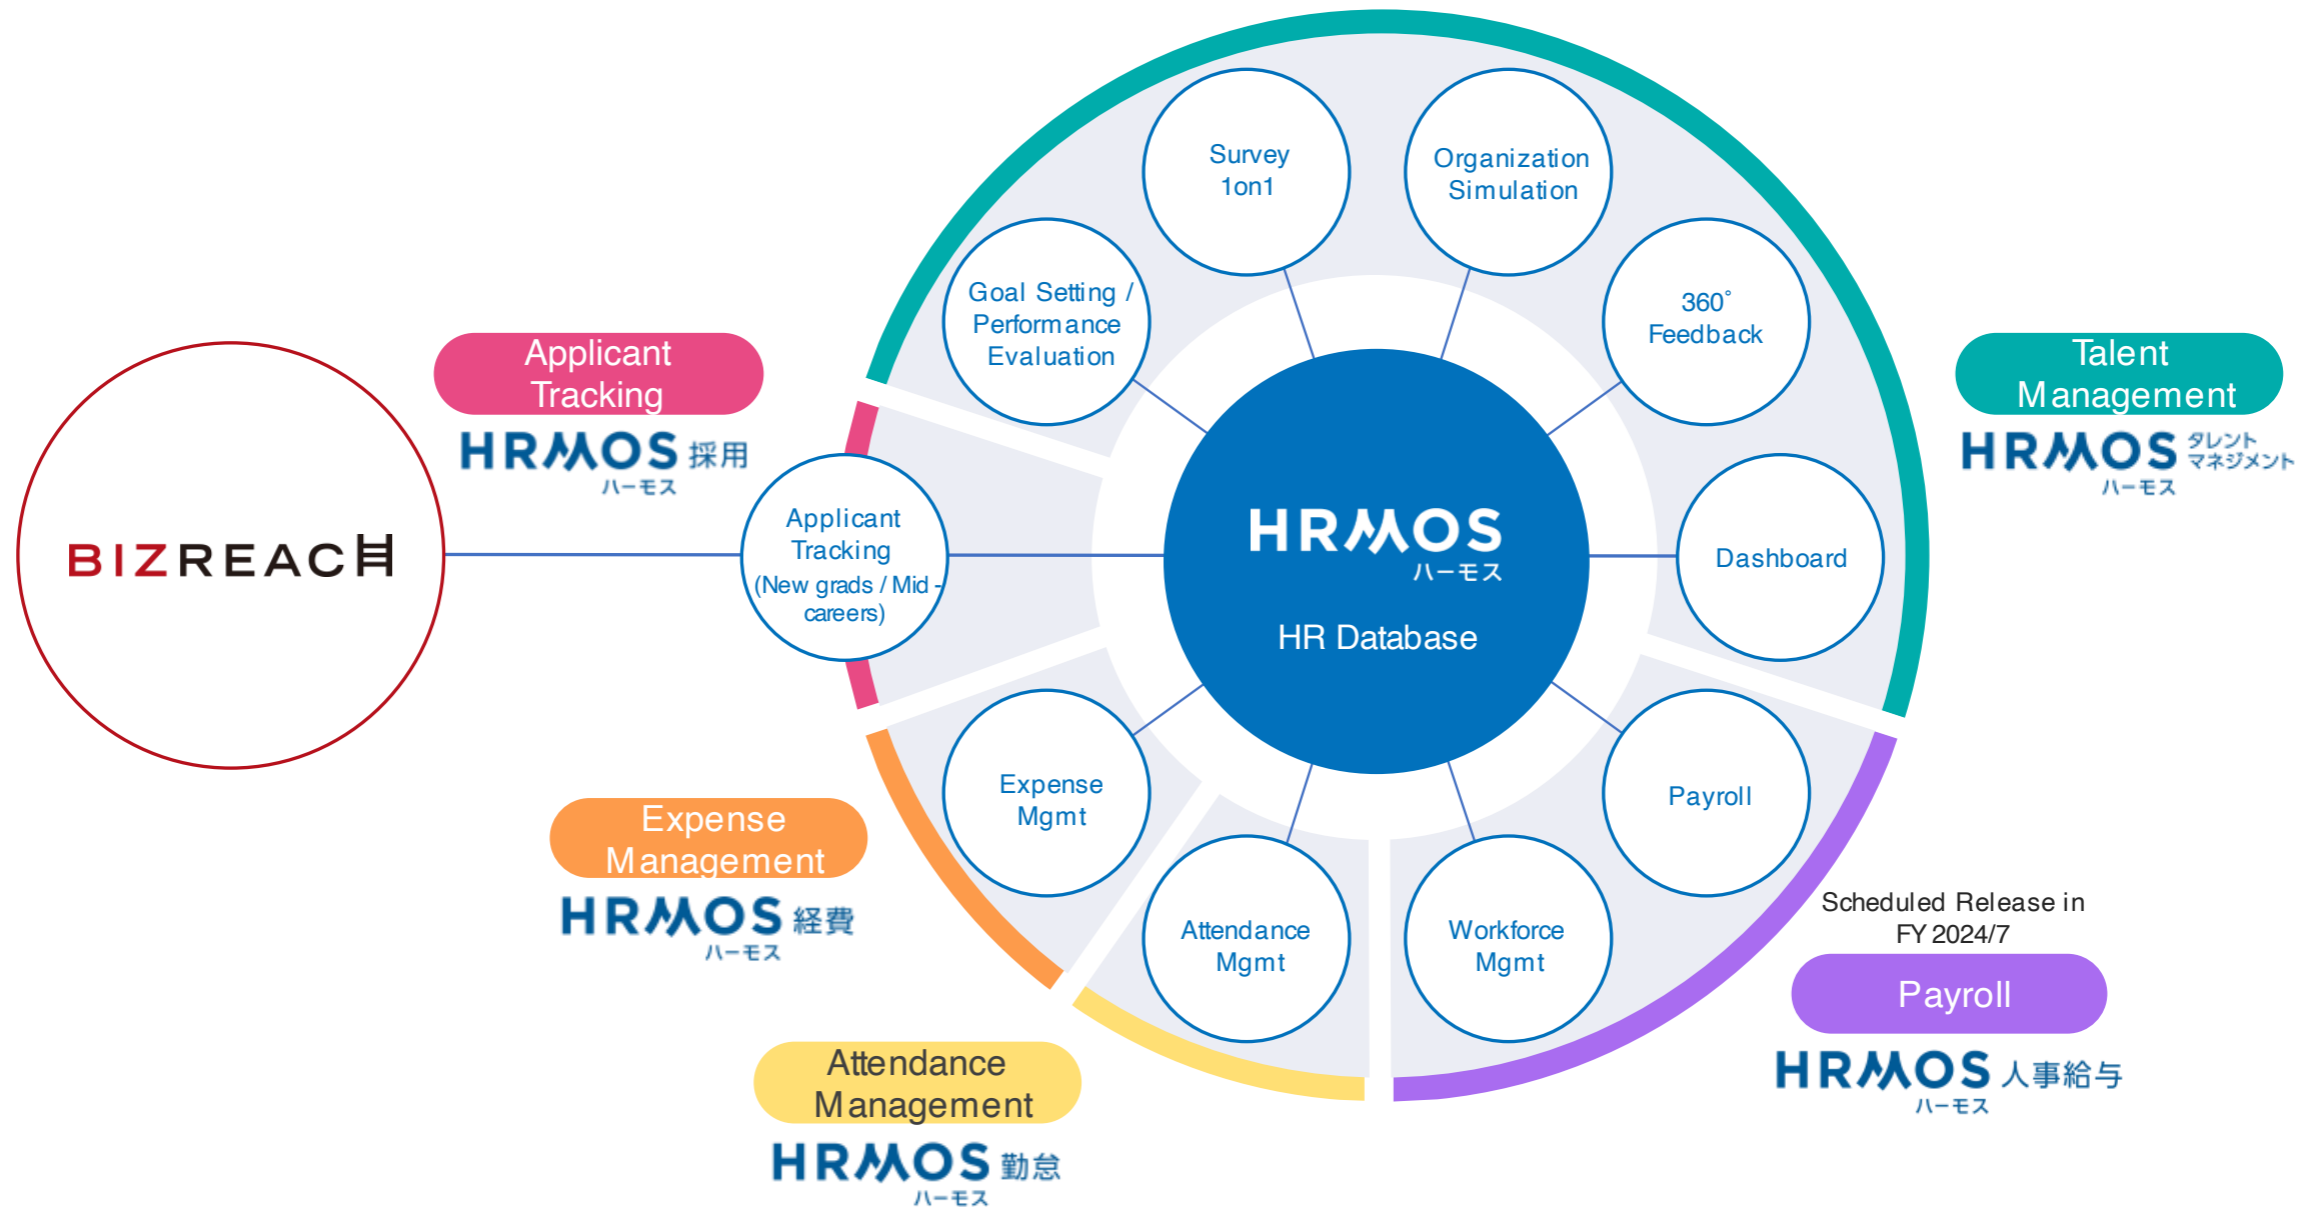 Survey
1on1
Organization
Simulation
Goal Setting /
Performance
Evaluation
360°
Feedback
Applicant
Tracking
HRMOS 採用
ハーモス
Talent
Management
HRMOS タレント
マネジメント
ハーモス
BIZREACH
Applicant
Tracking
(New grads / Mid-
careers)
HRMOS
ハーモス
HR Database
Dashboard
Expense
Mgmt
Payroll
Expense
Management
HRMOS 経費
ハーモス
Attendance
Mgmt
Workforce
Mgmt
Scheduled Release in
FY 2024/7
Payroll
HRMOS 人事給与
ハーモス
Attendance
Management
HRMOS 勤怠
ハーモス